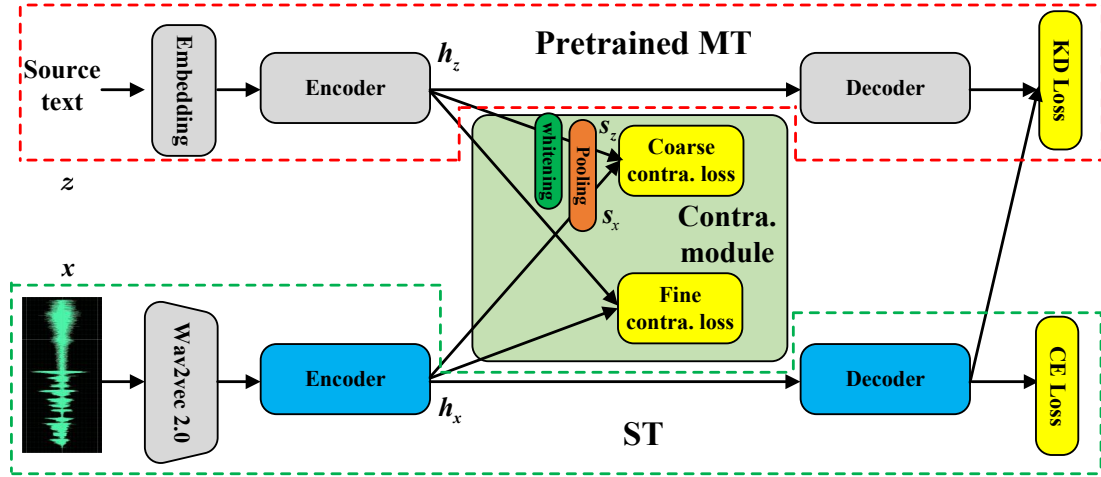 Source
text
Embedding
Encoder
h_z
Pretrained MT
Decoder
KD Loss
z
whitening
Pooling
s_z
s_x
Coarse
contra. loss
Contra.
module
Fine
contra. loss
x
Wav2vec 2.0
Encoder
h_x
ST
Decoder
CE Loss